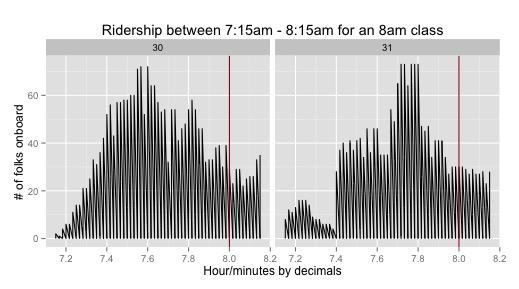 Ridership between 7:15am - 8:15am for an 8am class
30 31
# of folks onboard
60
40
20
0
7.2 7.4 7.6 7.8 8.0 8.2 7.2 7.4 7.6 7.8 8.0 8.2
Hour/minutes by decimals